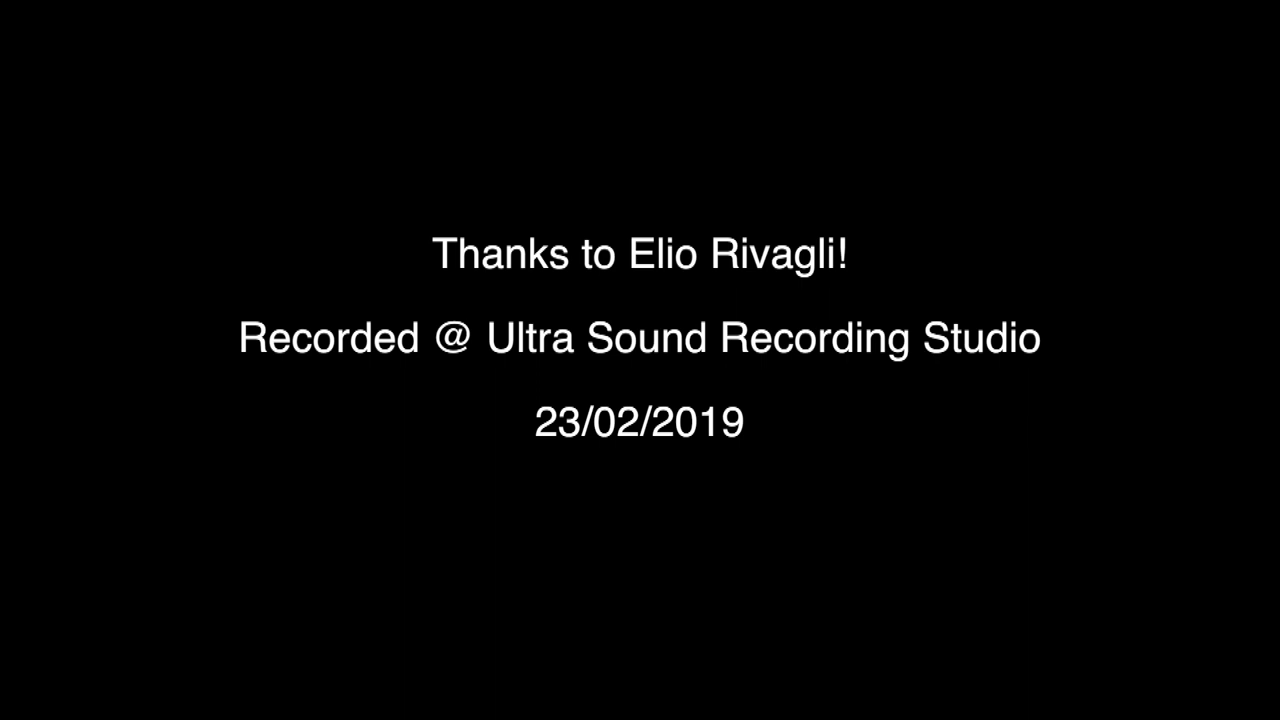 Thanks to Elio Rivagli!
Recorded @ Ultra Sound Recording Studio
23/02/2019